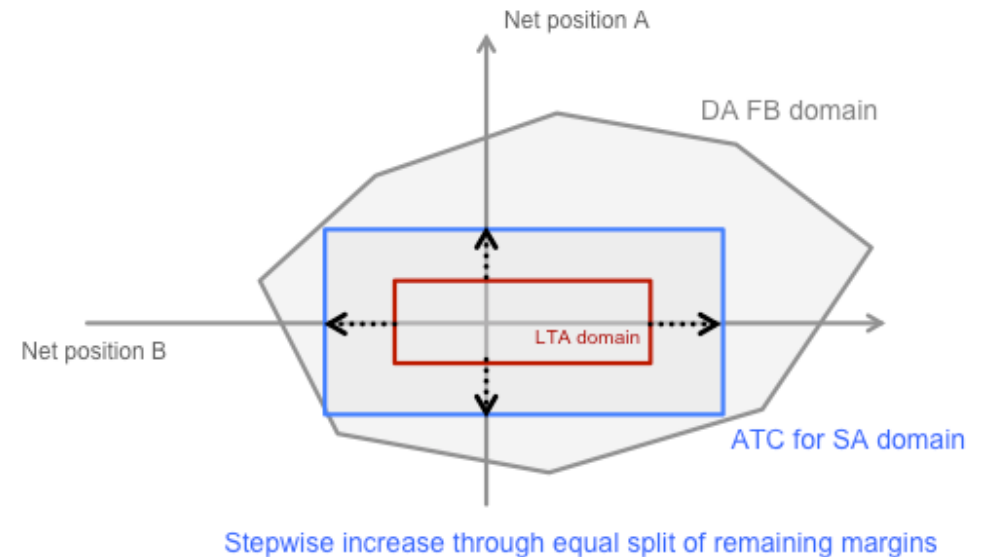 Net position A
DA FB domain
LTA domain
Net position B
ATC for SA domain
Stepwise increase through equal split of remaining margins